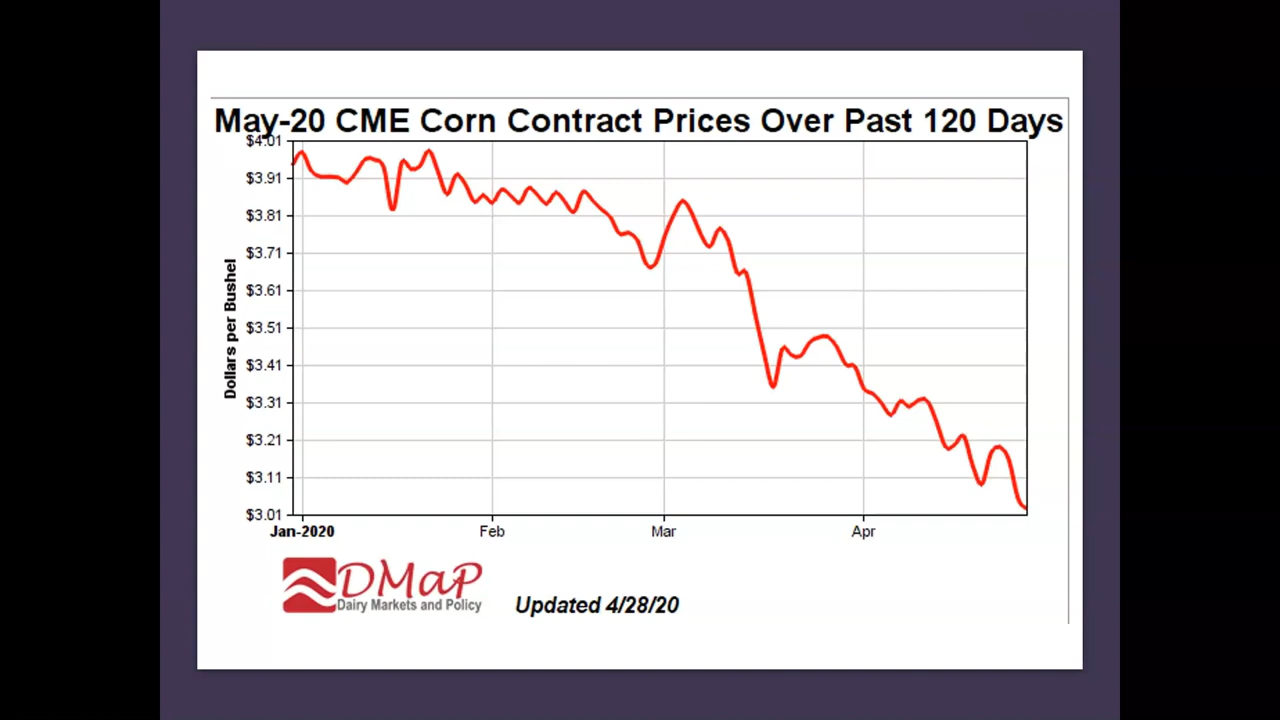 May-20 CME Corn Contract Prices Over Past 120 Days
$4.01
$3.91
$3.81
$3.71
$3.61
$3.51
$3.41
$3.31
$3.21
$3.11
$3.01
Dollars per Bushel
Jan-2020 Feb Mar Apr
DMaP
Dairy Markets and Policy
Updated 4/28/20